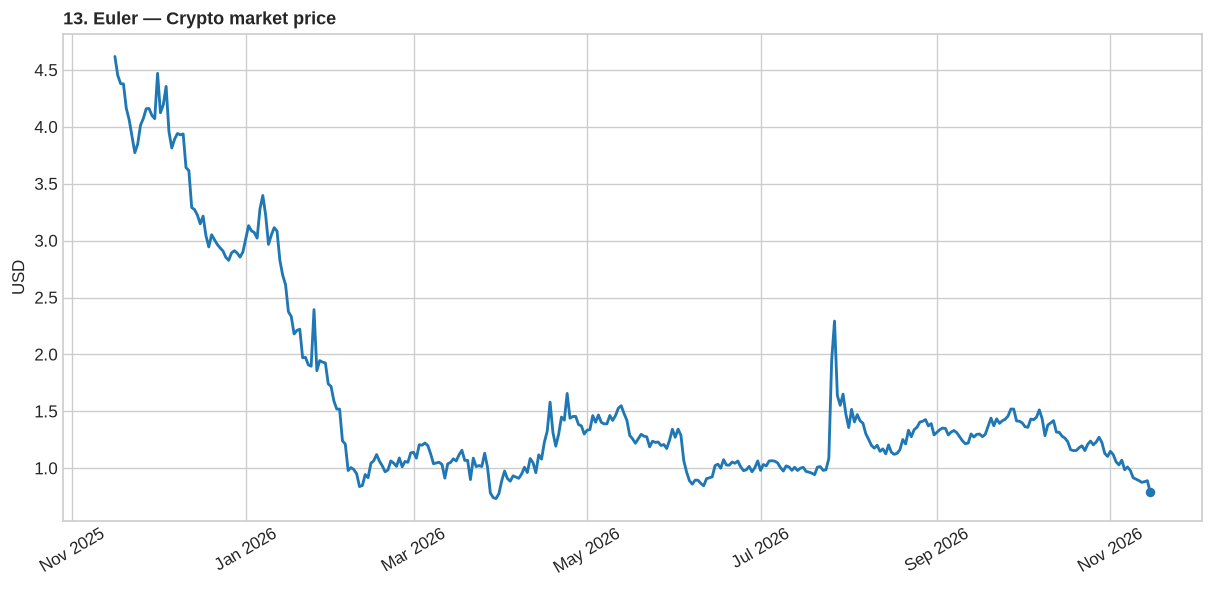 13. Euler — Crypto market price
USD
4.5
4.0
3.5
3.0
2.5
2.0
1.5
1.0
Nov 2025
Jan 2026
Mar 2026
May 2026
Jul 2026
Sep 2026
Nov 2026